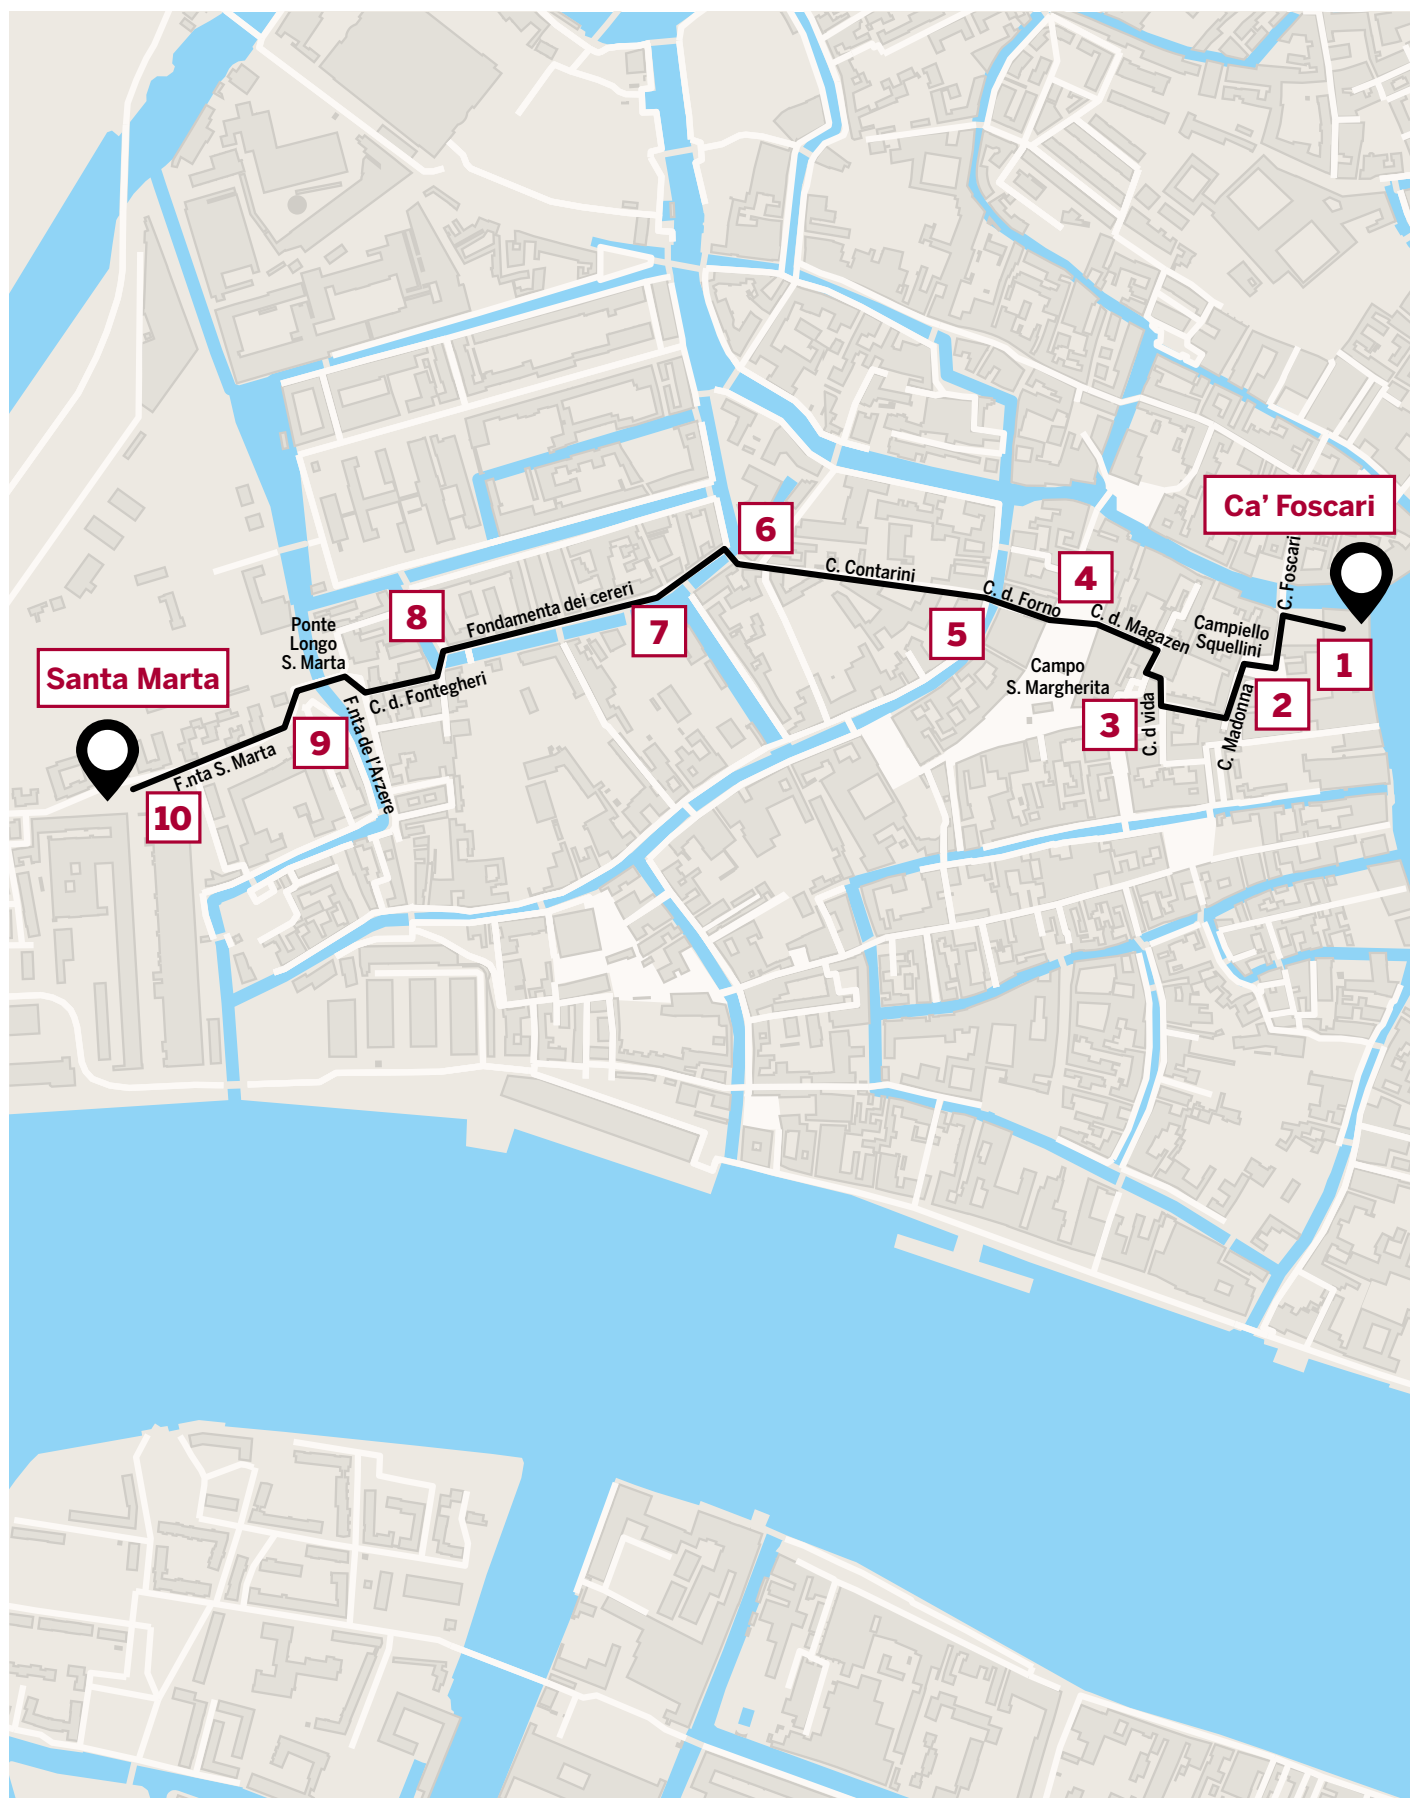 Ca’ Foscari
C. Foscari
1
2
Campiello
Squellini
C. Madonna
C. d vida
3
C. d. Magazen
4
Campo
S. Margherita
C. d. Forno
5
C. Contarini
6
7
Fondamenta dei cereri
8
C. d. Fontegheri
F.nta de l'Arzere
Ponte
Longo
S. Marta
9
F.nta S. Marta
10
Santa Marta